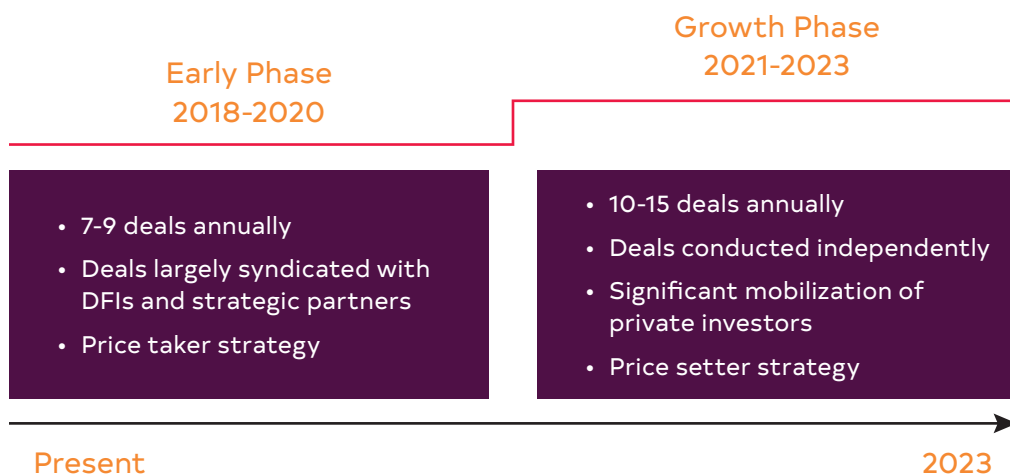 Early Phase
2018-2020
Growth Phase
2021-2023
• 7-9 deals annually
• Deals largely syndicated with
DFIs and strategic partners
• Price taker strategy
• 10-15 deals annually
• Deals conducted independently
• Significant mobilization of
private investors
• Price setter strategy
Present
2023